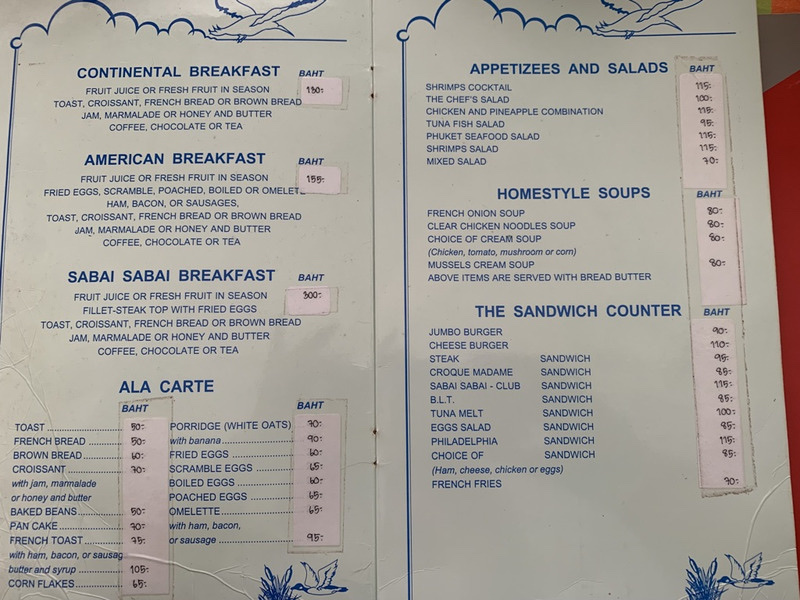 CONTINENTAL BREAKFAST BAHT
FRUIT JUICE OR FRESH FRUIT IN SEASON 130:-
TOAST, CROISSANT, FRENCH BREAD OR BROWN BREAD
JAM, MARMALADE OR HONEY AND BUTTER
COFFEE, CHOCOLATE OR TEA
AMERICAN BREAKFAST BAHT
FRUIT JUICE OR FRESH FRUIT IN SEASON 155:-
FRIED EGGS, SCRAMBLE, POACHED, BOILED OR OMELETE
HAM, BACON, OR SAUSAGES,
TOAST, CROISSANT, FRENCH BREAD OR BROWN BREAD
JAM, MARMALADE OR HONEY AND BUTTER
COFFEE, CHOCOLATE OR TEA
SABAI SABAI BREAKFAST BAHT
FRUIT JUICE OR FRESH FRUIT IN SEASON 300:-
FILLET-STEAK TOP WITH FRIED EGGS
TOAST, CROISSANT, FRENCH BREAD OR BROWN BREAD
JAM, MARMALADE OR HONEY AND BUTTER
COFFEE, CHOCOLATE OR TEA
ALA CARTE
BAHT
TOAST 50:-
FRENCH BREAD 50:-
BROWN BREAD 60:-
CROISSANT 70:-
with jam, marmalade
or honey and butter
BAKED BEANS 50:-
PAN CAKE 70:-
FRENCH TOAST 75:-
with ham, bacon, or sausag
butter and syrup 105:-
CORN FLAKES 65:-
BAHT
PORRIDGE (WHITE OATS) 70:-
with banana 90:-
FRIED EGGS 60:-
SCRAMBLE EGGS 65:-
BOILED EGGS 60:-
POACHED EGGS 65:-
OMELETTE 65:-
with ham, bacon,
or sausage 95:-
APPETIZEES AND SALADS BAHT
SHRIMPS COCKTAIL 115:-
THE CHEF'S SALAD 100:-
CHICKEN AND PINEAPPLE COMBINATION 115:-
TUNA FISH SALAD 95:-
PHUKET SEAFOOD SALAD 115:-
SHRIMPS SALAD 115:-
MIXED SALAD 70:-
HOMESTYLE SOUPS BAHT
FRENCH ONION SOUP 80:-
CLEAR CHICKEN NOODLES SOUP 80:-
CHOICE OF CREAM SOUP 80:-
(Chicken, tomato, mushroom or corn)
MUSSELS CREAM SOUP 80:-
ABOVE ITEMS ARE SERVED WITH BREAD BUTTER
THE SANDWICH COUNTER BAHT
JUMBO BURGER 90:-
CHEESE BURGER 110:-
STEAK SANDWICH 95:-
CROQUE MADAME SANDWICH 85:-
SABAI SABAI - CLUB SANDWICH 115:-
B.L.T. SANDWICH 85:-
TUNA MELT SANDWICH 100:-
EGGS SALAD SANDWICH 85:-
PHILADELPHIA SANDWICH 115:-
CHOICE OF SANDWICH 85:-
(Ham, cheese, chicken or eggs)
FRENCH FRIES 70:-